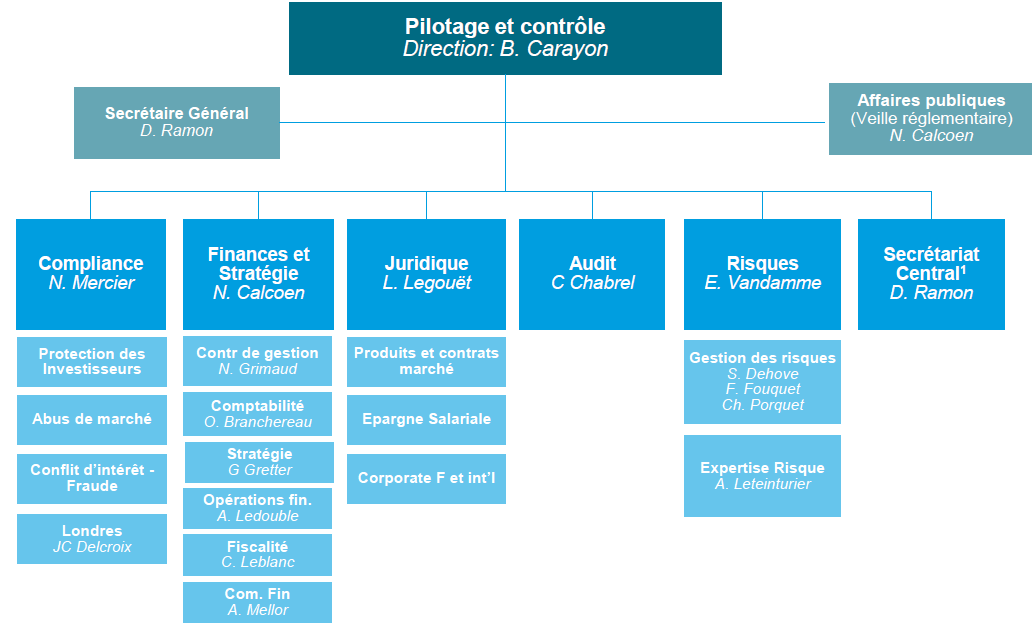 Pilotage et contrôle
Direction: B. Carayon
Secrétaire Général
D. Ramon
Affaires publiques
(Veille réglementaire)
N. Calcoen
Compliance
N. Mercier
Finances et
Stratégie
N. Calcoen
Juridique
L. Legouët
Audit
C Chabrel
Risques
E. Vandamme
Secrétariat
Central¹
D. Ramon
Protection des
Investisseurs
Abus de marché
Conflit d'intérêt -
Fraude
Londres
JC Delcroix
Contr de gestion
N. Grimaud
Comptabilité
O. Branchereau
Stratégie
G Gretter
Opérations fin.
A. Ledouble
Fiscalité
C. Leblanc
Com. Fin
A. Mellor
Produits et contrats
marché
Epargne Salariale
Corporate F et int'l
Gestion des risques
S. Dehove
F. Fouquet
Ch. Porquet
Expertise Risque
A. Leteinturier